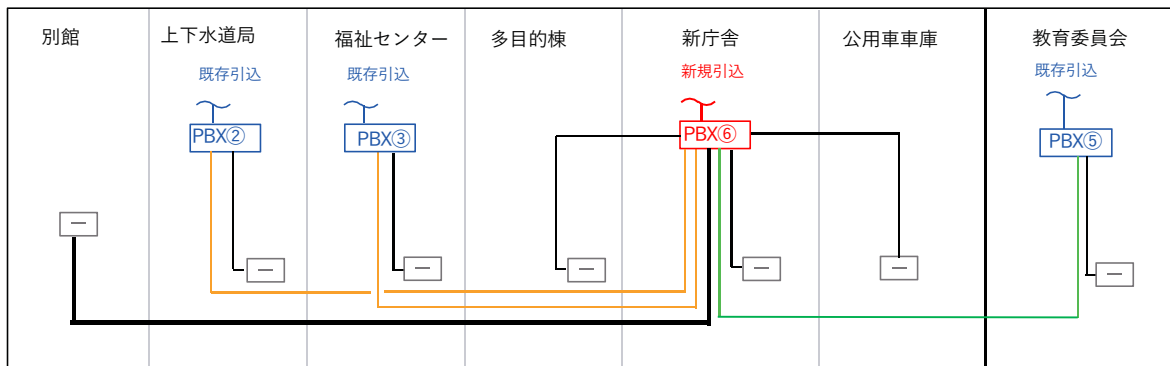 別館
上下水道局
福祉センター
多目的棟
新庁舎
公用車車庫
教育委員会
既存引込
既存引込
新規引込
既存引込
PBX②
PBX③
PBX⑥
PBX⑤